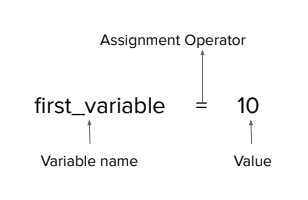 Assignment Operator
first_variable = 10
Variable name Value